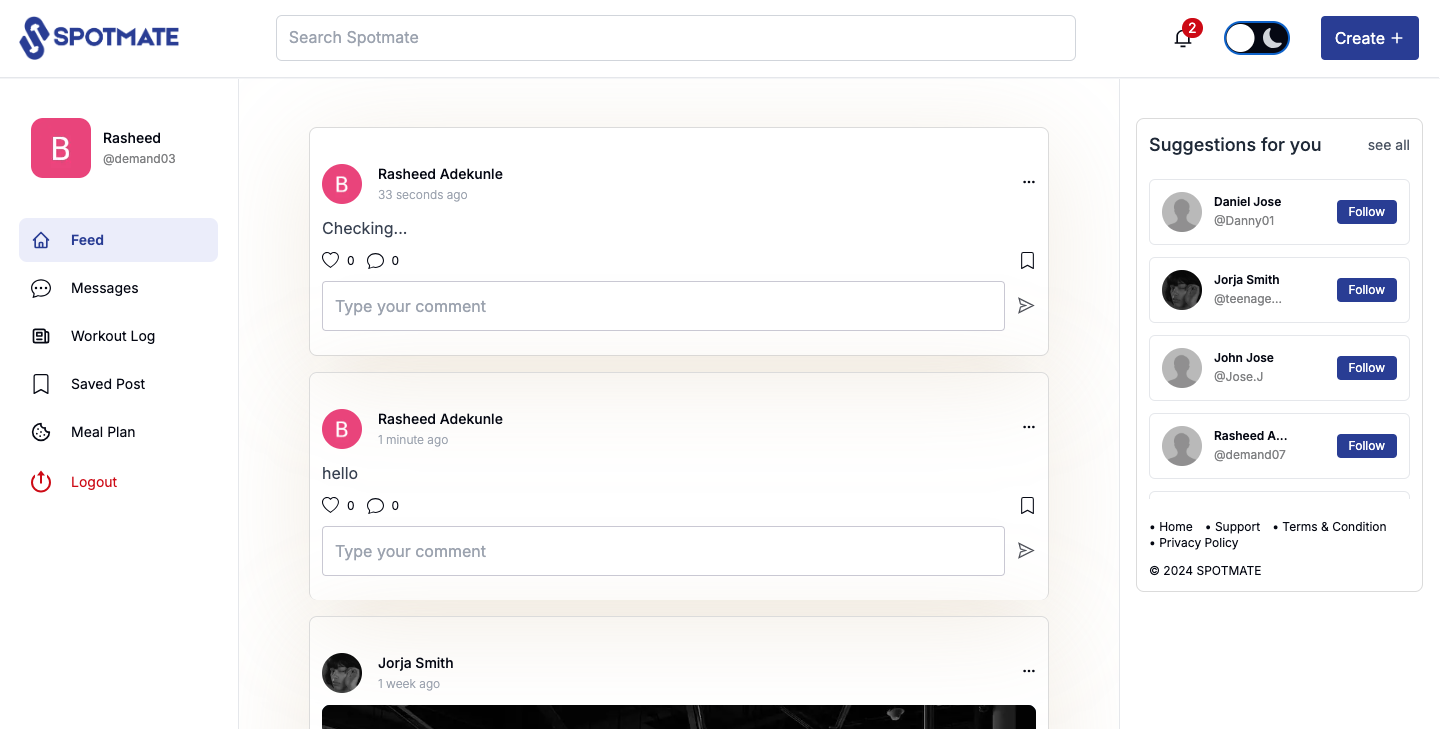 SPOTMATE
Search Spotmate
2
Create +
B
Rasheed
@demand03
Feed
Messages
Workout Log
Saved Post
Meal Plan
Logout
B
Rasheed Adekunle
33 seconds ago
...
Checking...
0 0
Type your comment
B
Rasheed Adekunle
1 minute ago
...
hello
0 0
Type your comment
Jorja Smith
1 week ago
...
Suggestions for you see all
Daniel Jose
@Danny01
Follow
Jorja Smith
@teenage...
Follow
John Jose
@Jose.J
Follow
Rasheed A...
@demand07
Follow
• Home • Support • Terms & Condition
• Privacy Policy
© 2024 SPOTMATE